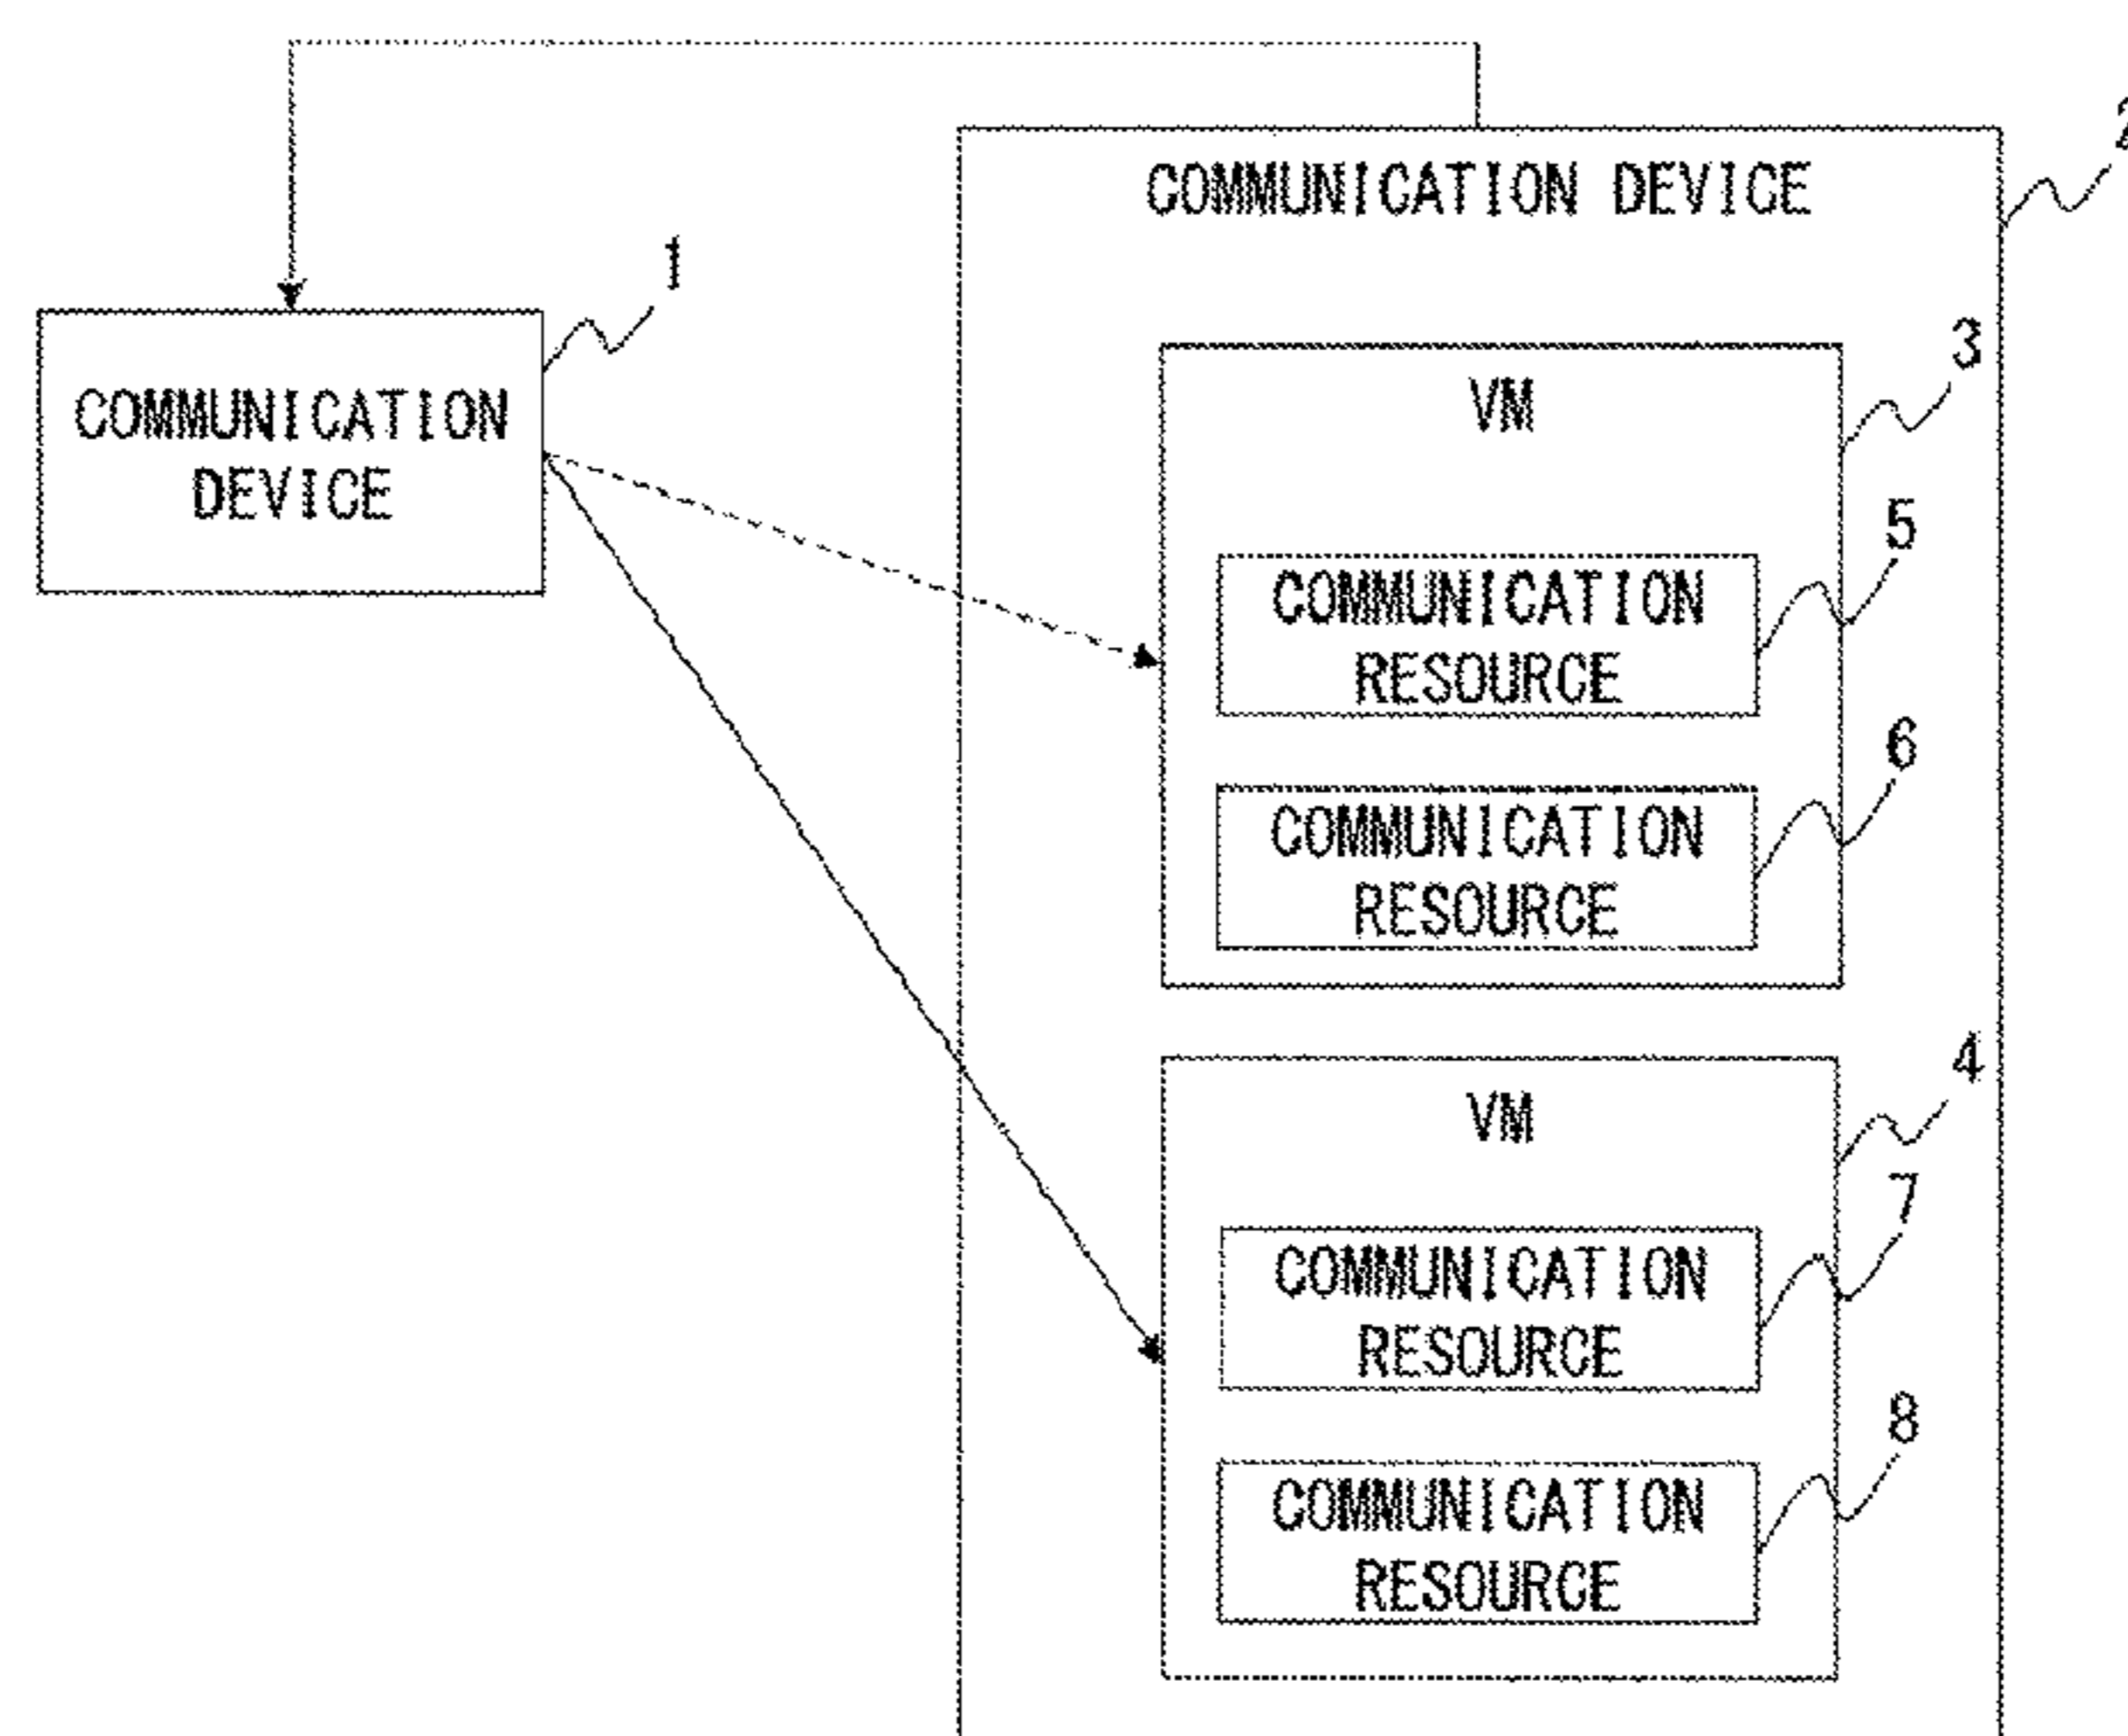 2
COMMUNICATION DEVICE
1
3
COMMUNICATION
DEVICE
VM
5
COMMUNICATION
RESOURCE
6
COMMUNICATION
RESOURCE
4
VM
7
COMMUNICATION
RESOURCE
8
COMMUNICATION
RESOURCE